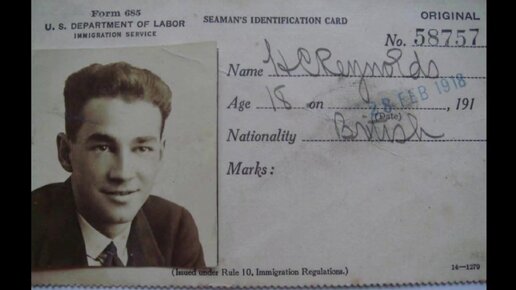 Form 685
U. S. DEPARTMENT OF LABOR
IMMIGRATION SERVICE
SEAMAN'S IDENTIFICATION CARD
ORIGINAL
No. 58757
Name H C Reynolds
Age 18 on 28 FEB 1918, 191
(Date)
Nationality British
Marks:
(Issued under Rule 10, Immigration Regulations.)
14—1279